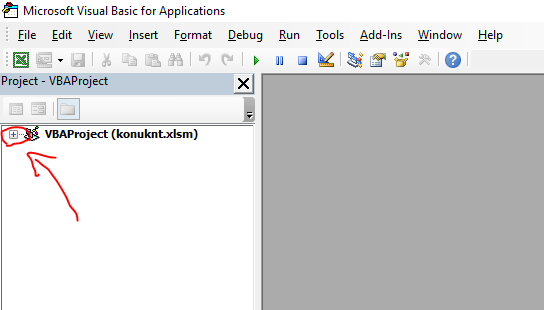 Microsoft Visual Basic for Applications
File Edit View Insert Format Debug Run Tools Add-Ins Window Help
Project - VBAProject
VBAProject (konuknt.xlsm)